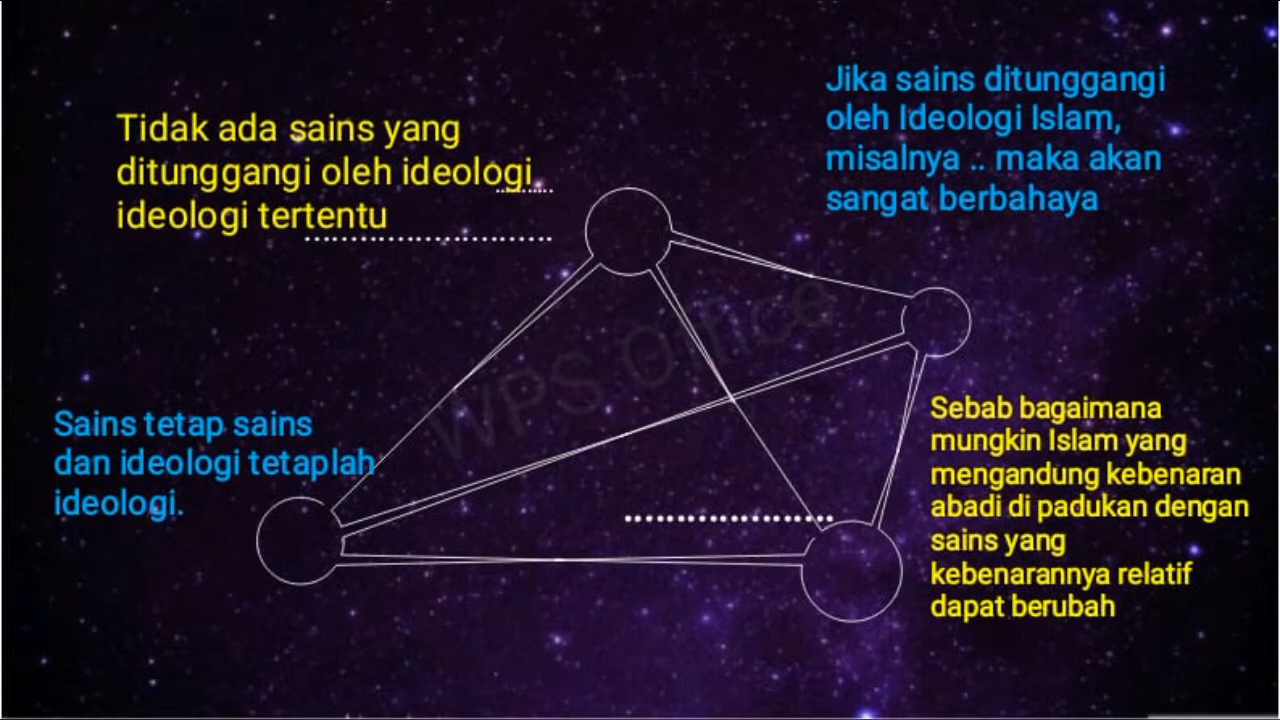 Tidak ada sains yang
ditunggangi oleh ideologi
ideologi tertentu
Jika sains ditunggangi
oleh Ideologi Islam,
misalnya .. maka akan
sangat berbahaya
Sains tetap sains
dan ideologi tetaplah
ideologi.
Sebab bagaimana
mungkin Islam yang
mengandung kebenaran
abadi di padukan dengan
sains yang
kebenarannya relatif
dapat berubah
WPS Office